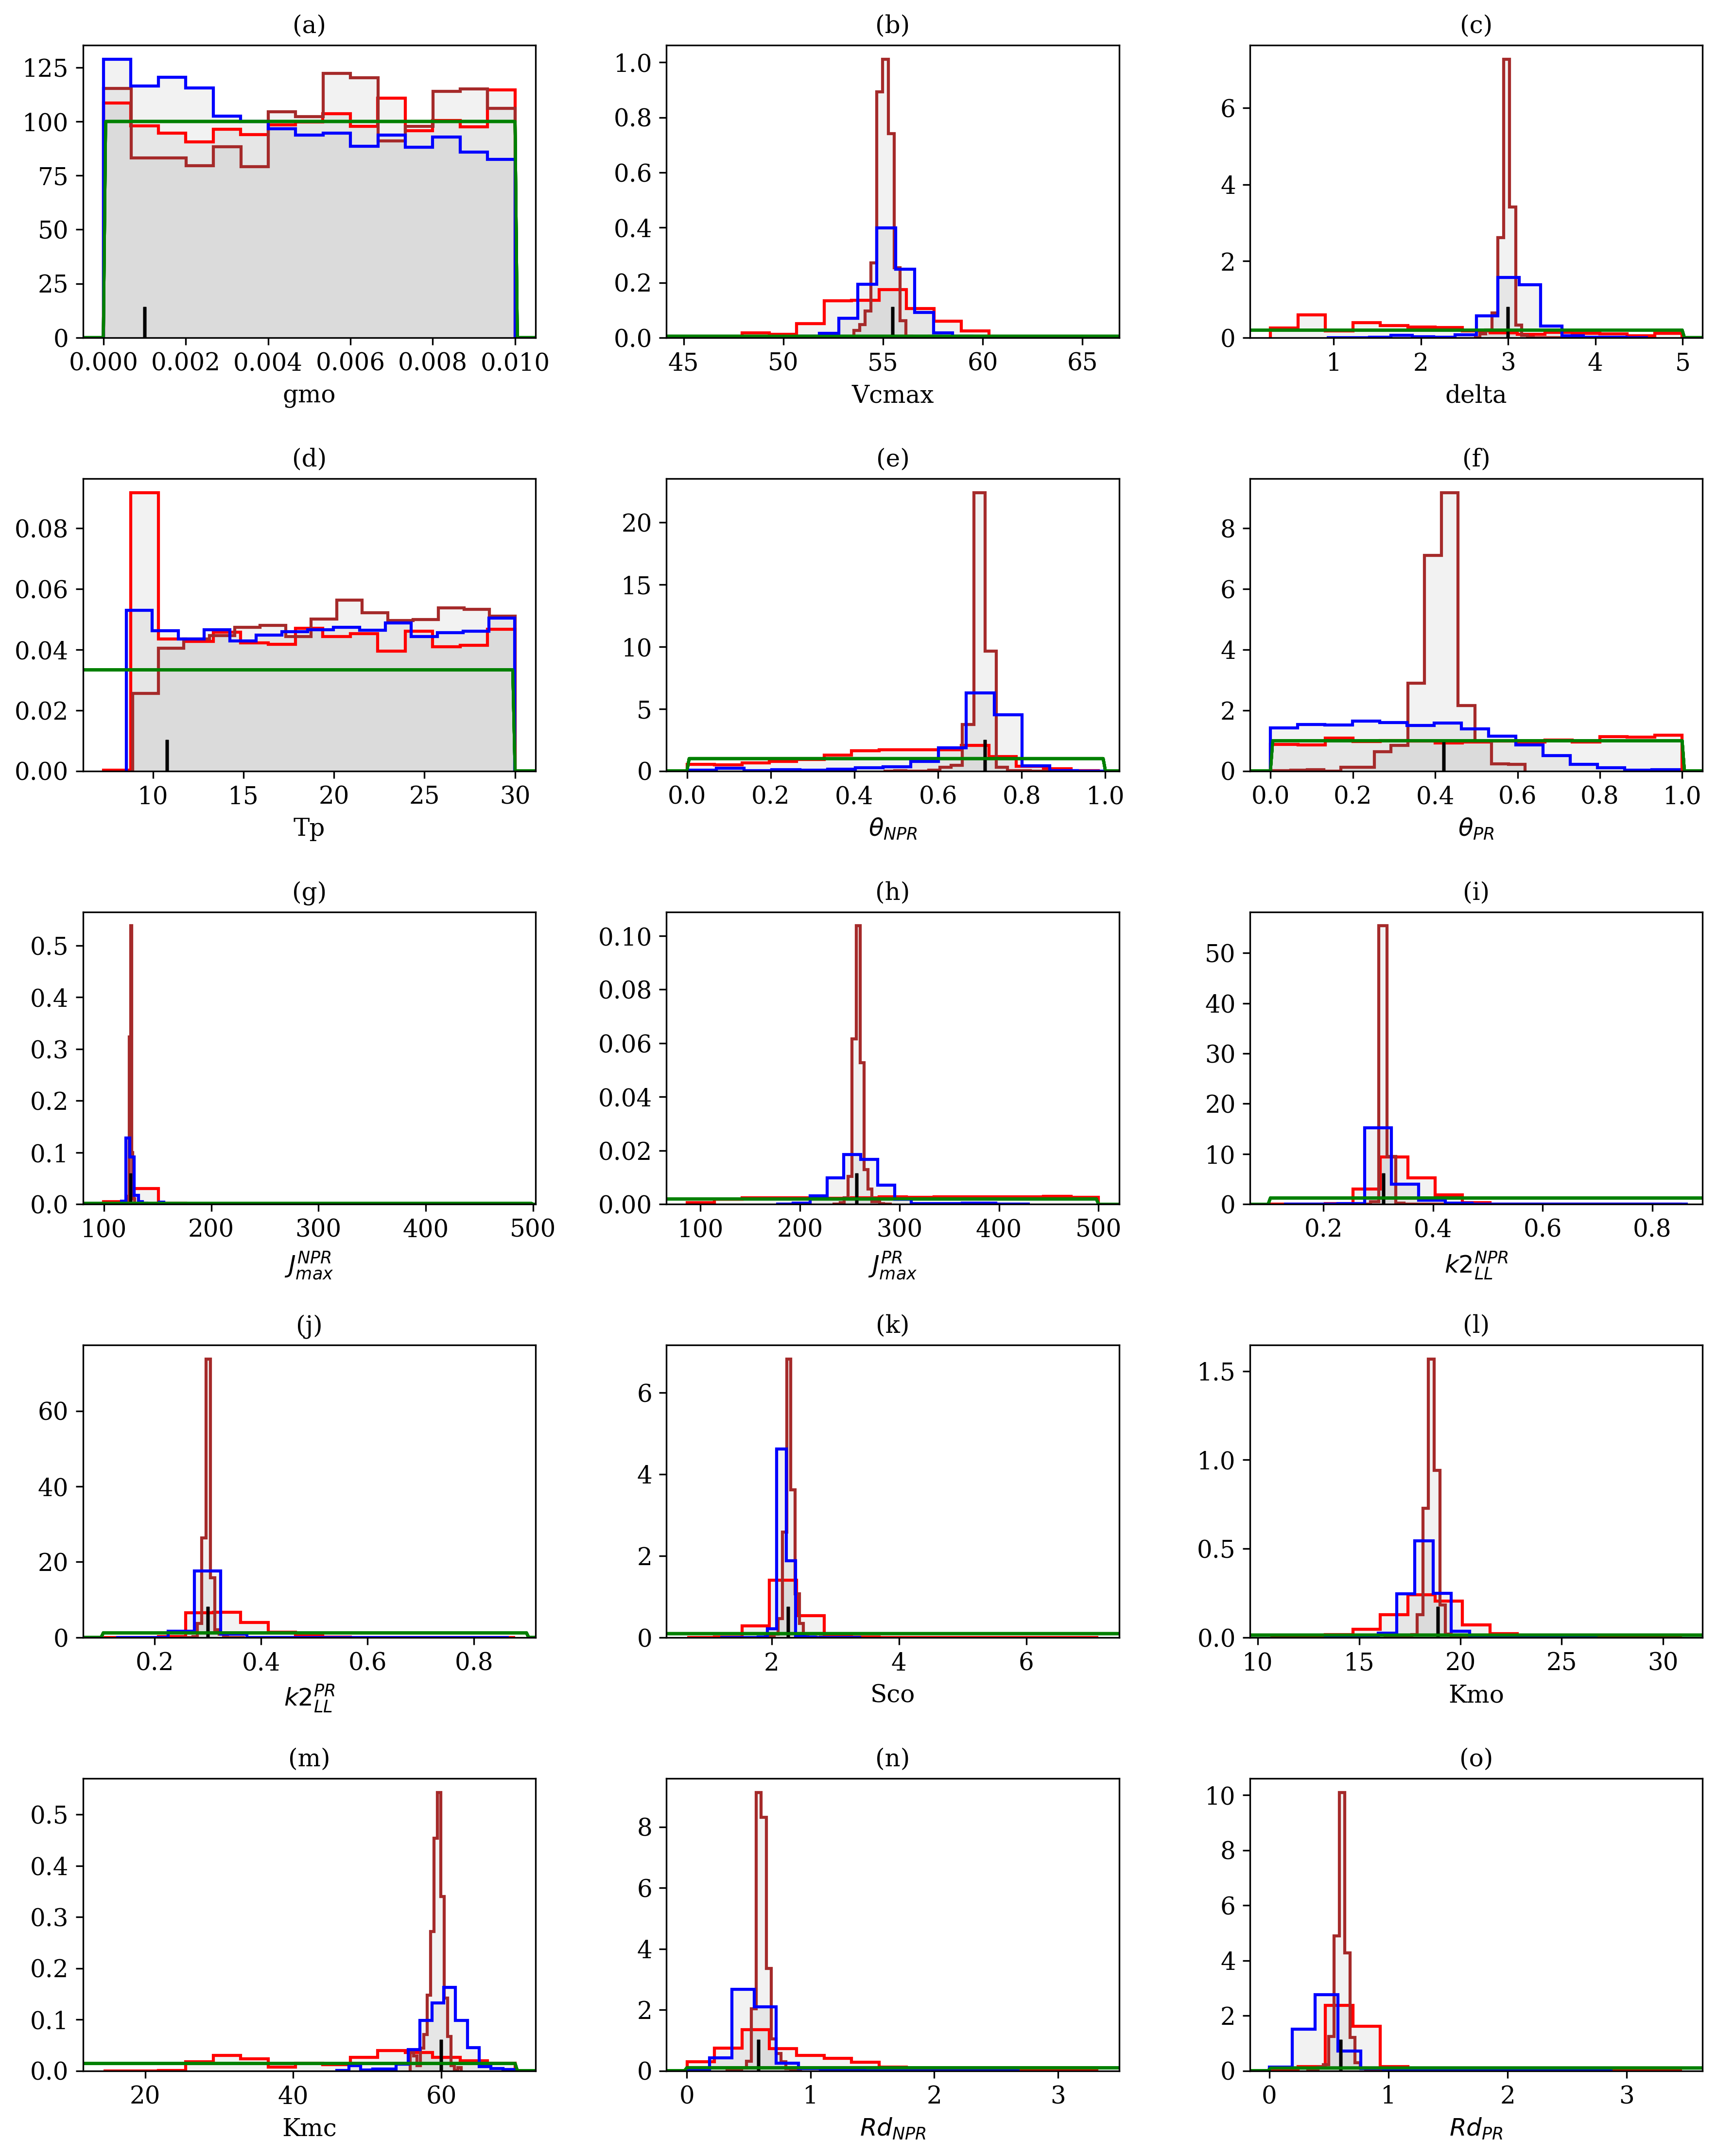 (a) (b) (c)
125 1.0
100 0.8 6
75 0.6 4
50 0.4
25 0.2 2
0 0.0 0
0.000 0.002 0.004 0.006 0.008 0.010 45 50 55 60 65 1 2 3 4 5
gmo Vcmax delta
(d) (e) (f)
0.08 20 8
0.06 15 6
0.04 10 4
0.02 5 2
0.00 0 0
10 15 20 25 30 0.0 0.2 0.4 0.6 0.8 1.0 0.0 0.2 0.4 0.6 0.8 1.0
Tp θNPR θPR
(g) (h) (i)
0.5 0.10 50
0.4 0.08 40
0.3 0.06 30
0.2 0.04 20
0.1 0.02 10
0.0 0.00 0
100 200 300 400 500 100 200 300 400 500 0.2 0.4 0.6 0.8
J_max^NPR J_max^PR k2_LL^NPR
(j) (k) (l)
60 6 1.5
40 4 1.0
20 2 0.5
0 0 0.0
0.2 0.4 0.6 0.8 2 4 6 10 15 20 25 30
k2_LL^PR Sco Kmo
(m) (n) (o)
0.5 8 10
0.4 6 8
0.3 4 6
0.2 2 4
0.1 2
0.0 0 0
20 40 60 0 1 2 3 0 1 2 3
Kmc Rd_NPR Rd_PR